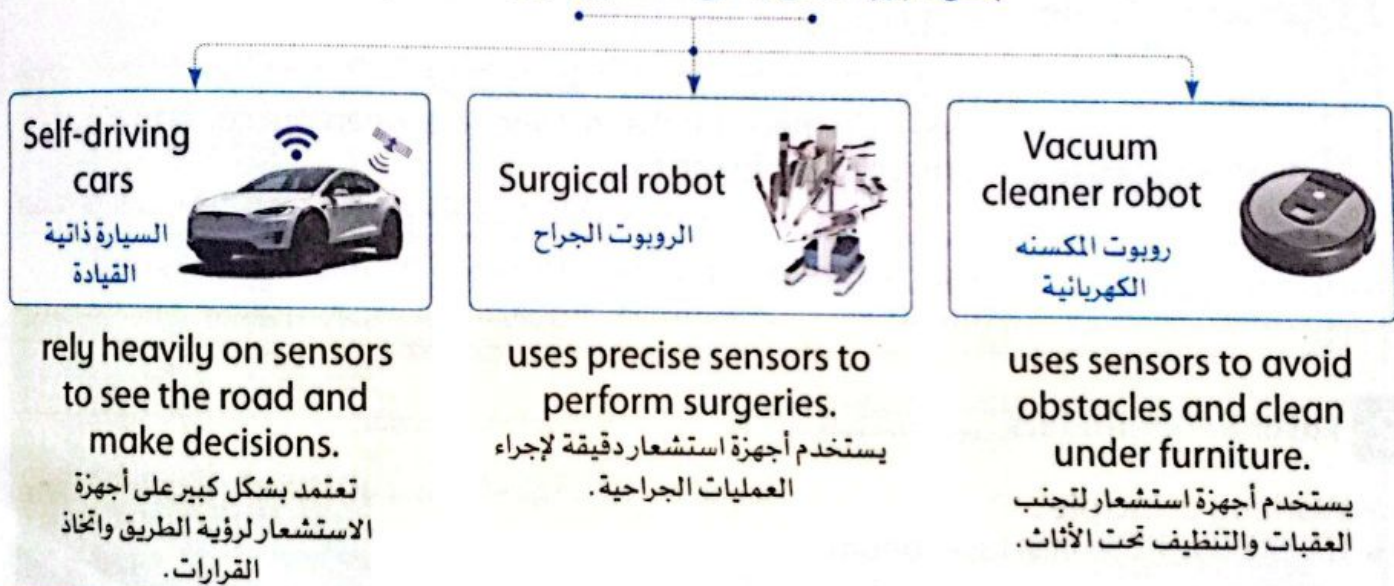 Self-driving
cars
السيارة ذاتية
القيادة
rely heavily on sensors
to see the road and
make decisions.
تعتمد بشكل كبير على أجهزة
الاستشعار لرؤية الطريق واتخاذ
القرارات.
Surgical robot
الروبوت الجراح
uses precise sensors to
perform surgeries.
يستخدم أجهزة استشعار دقيقة لإجراء
العمليات الجراحية.
Vacuum
cleaner robot
روبوت المكسنه
الكهربائية
uses sensors to avoid
obstacles and clean
under furniture.
يستخدم أجهزة استشعار لتجنب
العقبات والتنظيف تحت الأثاث.